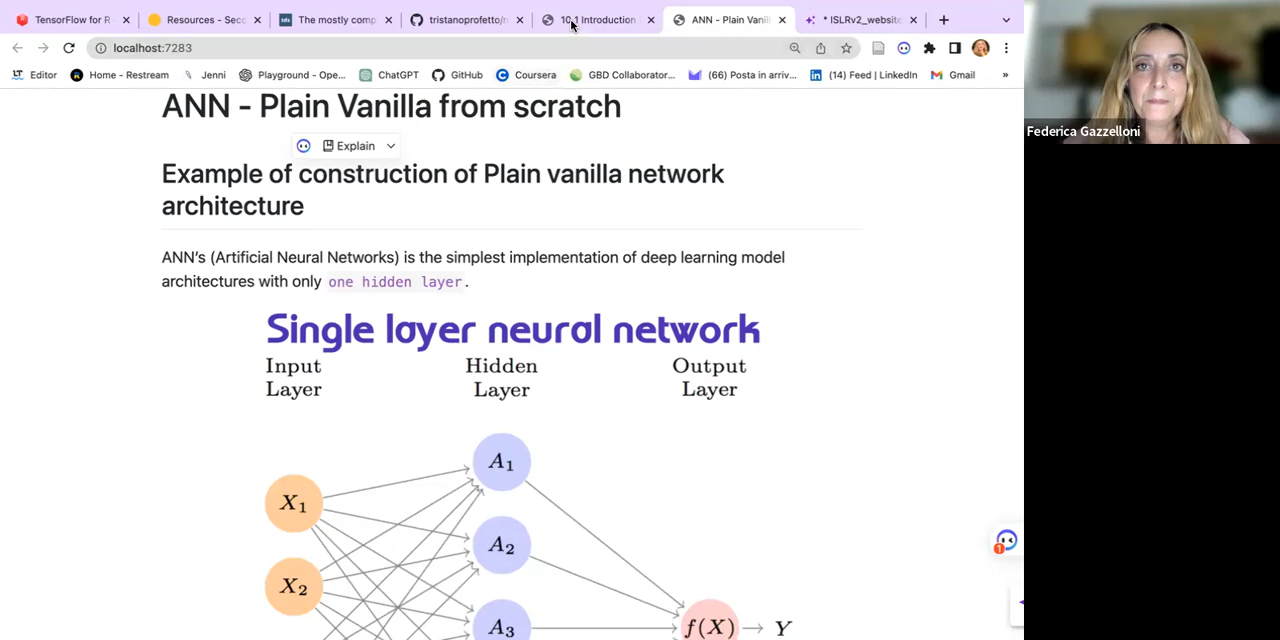 TensorFlow for R
Resources - Seco
The mostly comp
tristanoprofetto/n
10.1 Introduction
ANN - Plain Vanill
* ISLRv2_website
localhost:7283
Editor
Home - Restream
Jenni
Playground - Ope...
ChatGPT
GitHub
Coursera
GBD Collaborator...
(66) Posta in arriv...
(14) Feed | LinkedIn
Gmail
»
Federica Gazzelloni
ANN - Plain Vanilla from scratch
Explain
Example of construction of Plain vanilla network
architecture
ANN's (Artificial Neural Networks) is the simplest implementation of deep learning model
architectures with only one hidden layer.
Single layer neural network
Input
Layer
Hidden
Layer
Output
Layer
A1
X1
A2
X2
A3
f(X)
Y
1